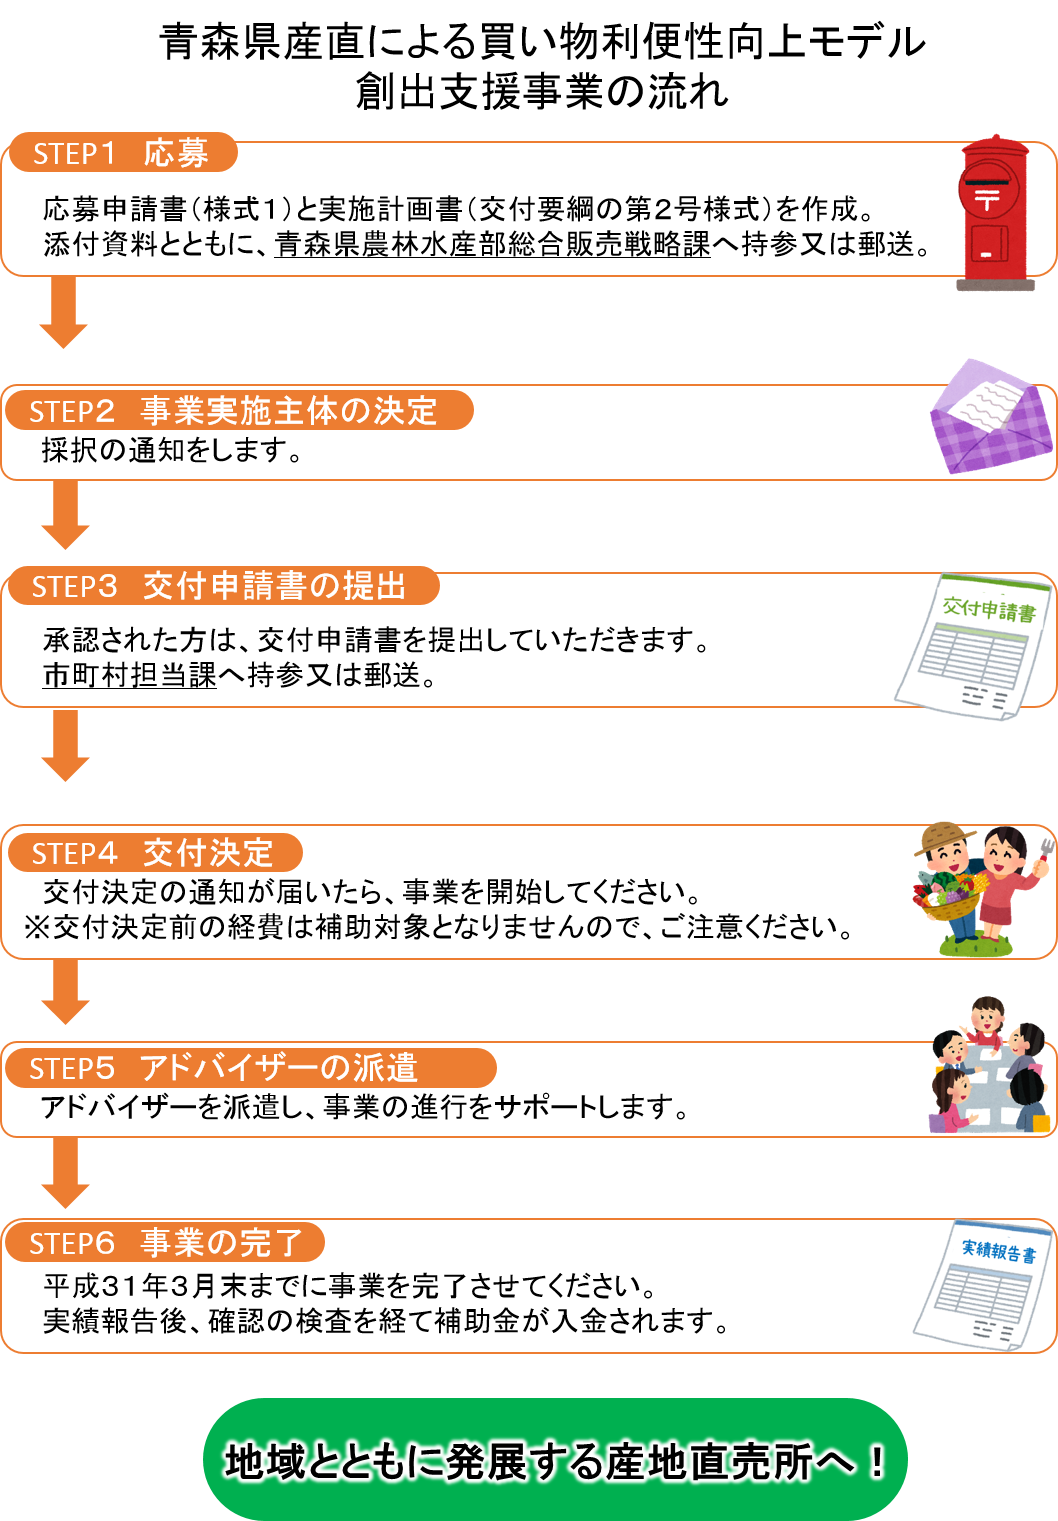 青森県産直による買い物利便性向上モデル
創出支援事業の流れ
STEP１　応募
応募申請書（様式１）と実施計画書（交付要綱の第２号様式）を作成。
添付資料とともに、青森県農林水産部総合販売戦略課へ持参又は郵送。
STEP２　事業実施主体の決定
採択の通知をします。
STEP３　交付申請書の提出
交付申請書
承認された方は、交付申請書を提出していただきます。
市町村担当課へ持参又は郵送。
STEP４　交付決定
交付決定の通知が届いたら、事業を開始してください。
※交付決定前の経費は補助対象となりませんので、ご注意ください。
STEP５　アドバイザーの派遣
アドバイザーを派遣し、事業の進行をサポートします。
STEP６　事業の完了
実績報告書
平成３１年３月末までに事業を完了させてください。
実績報告後、確認の検査を経て補助金が入金されます。
地域とともに発展する産地直売所へ！